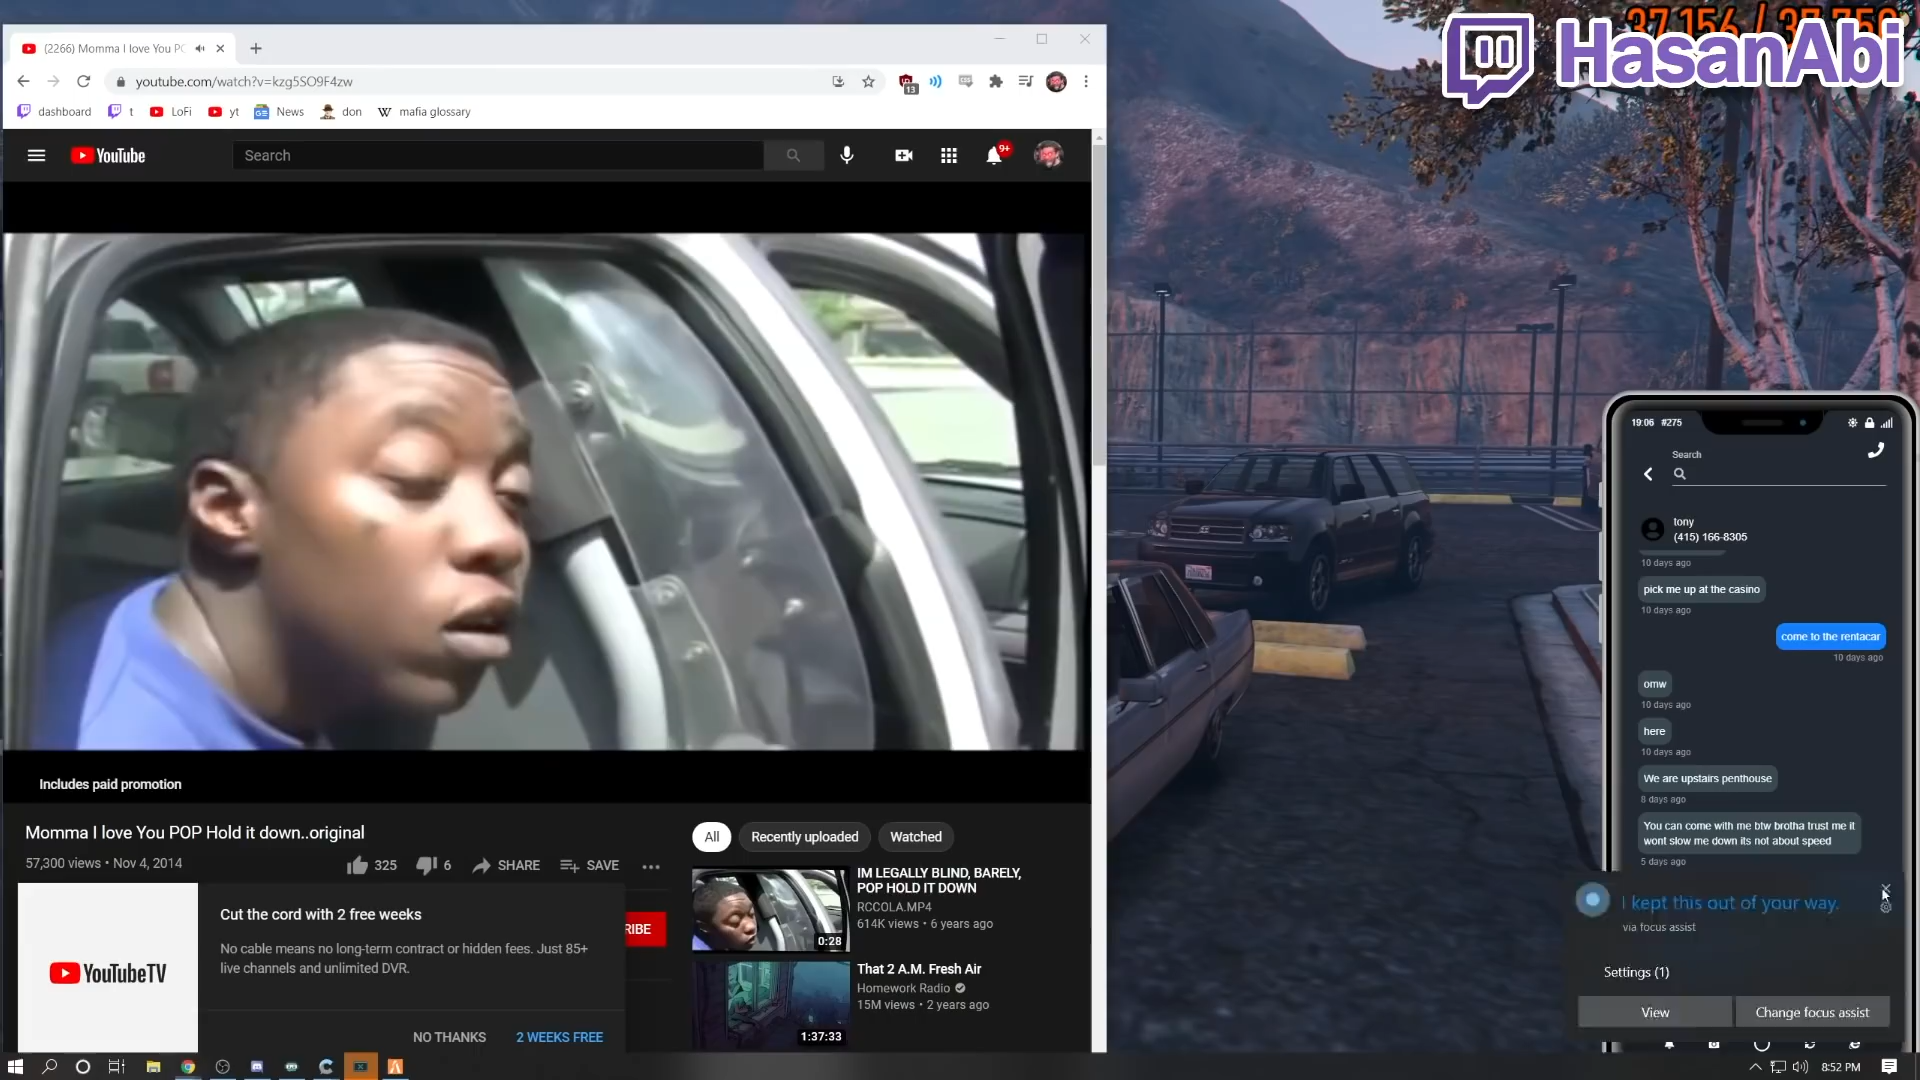 37,156 / 37,750
HasanAbi
(2266) Momma I love You PO
youtube.com/watch?v=kzg5SO9F4zw
13
dashboard
t
LoFi
yt
News
don
mafia glossary
YouTube
Search
9+
Includes paid promotion
Momma I love You POP Hold it down..original
57,300 views • Nov 4, 2014
325
6
SHARE
SAVE
YouTubeTV
Cut the cord with 2 free weeks
No cable means no long-term contract or hidden fees. Just 85+
live channels and unlimited DVR.
NO THANKS
2 WEEKS FREE
RIBE
All
Recently uploaded
Watched
IM LEGALLY BLIND, BARELY,
POP HOLD IT DOWN
RCCOLA.MP4
614K views • 6 years ago
0:28
That 2 A.M. Fresh Air
Homework Radio
15M views • 2 years ago
1:37:33
19:06 #275
Search
tony
(415) 166-8305
10 days ago
pick me up at the casino
10 days ago
come to the rentacar
10 days ago
omw
10 days ago
here
10 days ago
We are upstairs penthouse
8 days ago
You can come with me btw brotha trust me it
wont slow me down its not about speed
5 days ago
I kept this out of your way.
via focus assist
Settings (1)
View
Change focus assist
8:52 PM